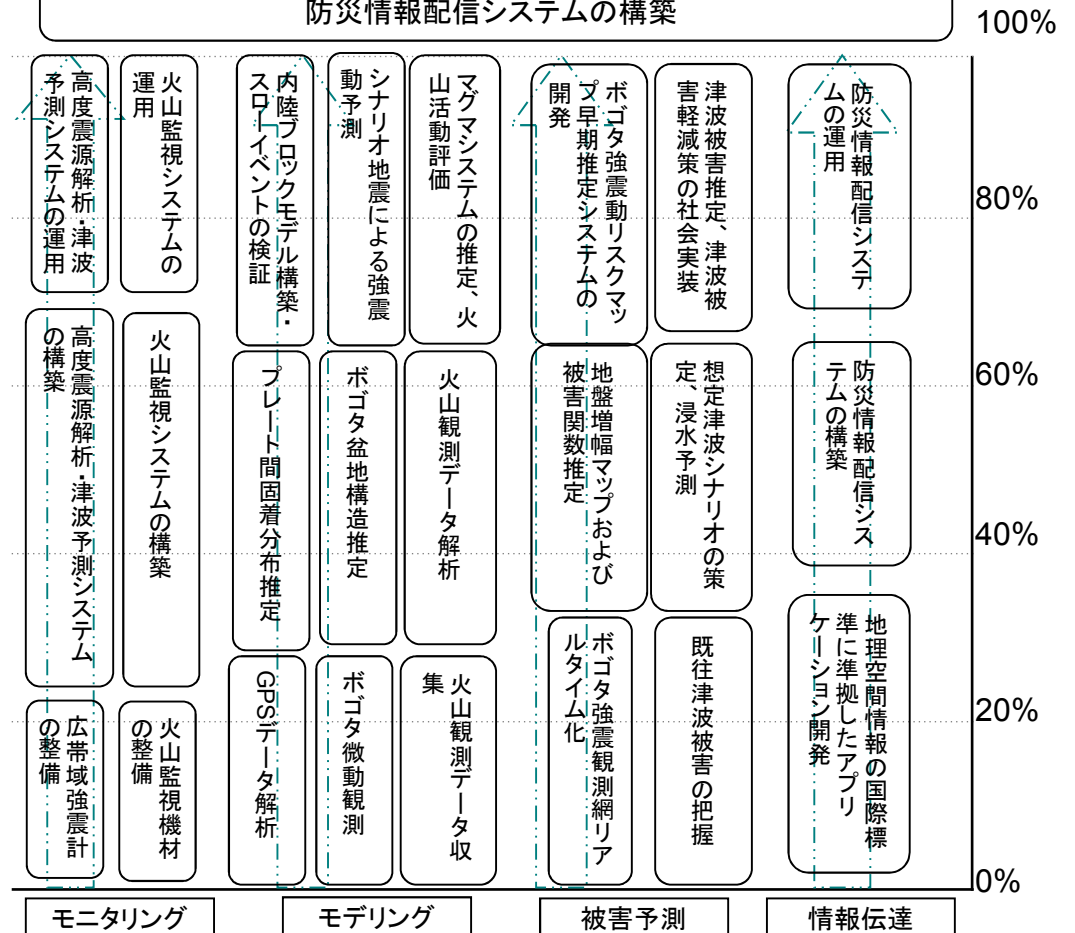 防災情報配信システムの構築
100%
80%
60%
40%
20%
0%
高度震源解析・津波
予測システムの運用
火山監視システムの
運用
内陸ブロックモデル構築・
スローイベントの検証
シナリオ地震による強震
動予測
マグマシステムの推定、火
山活動評価
ボゴタ強震動リスクマッ
プ早期推定システムの
開発
津波被害推定、津波被
害軽減策の社会実装
防災情報配信システ
ムの運用
高度震源解析・津波予測システム
の構築
火山監視システムの構築
プレート間固着分布推定
ボゴタ盆地構造推定
火山観測データ解析
地盤増幅マップおよび
被害関数推定
想定津波シナリオの策
定、浸水予測
防災情報配信シス
テムの構築
広帯域強震計
の整備
火山監視機材
の整備
GPSデータ解析
ボゴタ微動観測
火山観測データ収
集
ボゴタ強震観測網リア
ルタイム化
既往津波被害の把握
地理空間情報の国際標
準に準拠したアプリ
ケーション開発
モニタリング
モデリング
被害予測
情報伝達